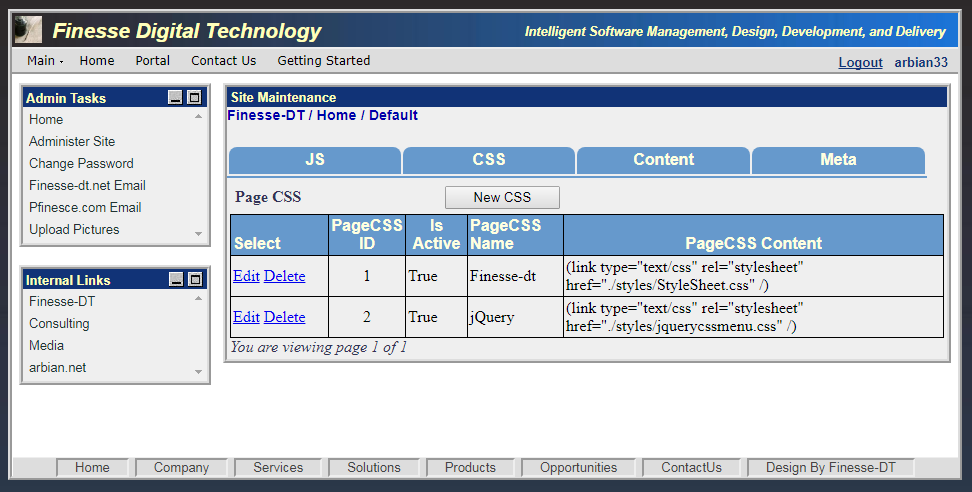 Finesse Digital Technology
Intelligent Software Management, Design, Development, and Delivery
Main Home Portal Contact Us Getting Started
Logout arbian33
Admin Tasks
Home
Administer Site
Change Password
Finesse-dt.net Email
Pfinesce.com Email
Upload Pictures
Internal Links
Finesse-DT
Consulting
Media
arbian.net
Site Maintenance
Finesse-DT / Home / Default
JS CSS Content Meta
Page CSS New CSS
Select PageCSS ID Is Active PageCSS Name PageCSS Content
Edit Delete 1 True Finesse-dt (link type="text/css" rel="stylesheet"
href="./styles/StyleSheet.css" /)
Edit Delete 2 True jQuery (link type="text/css" rel="stylesheet"
href="./styles/jquerycssmenu.css" /)
You are viewing page 1 of 1
Home Company Services Solutions Products Opportunities ContactUs Design By Finesse-DT